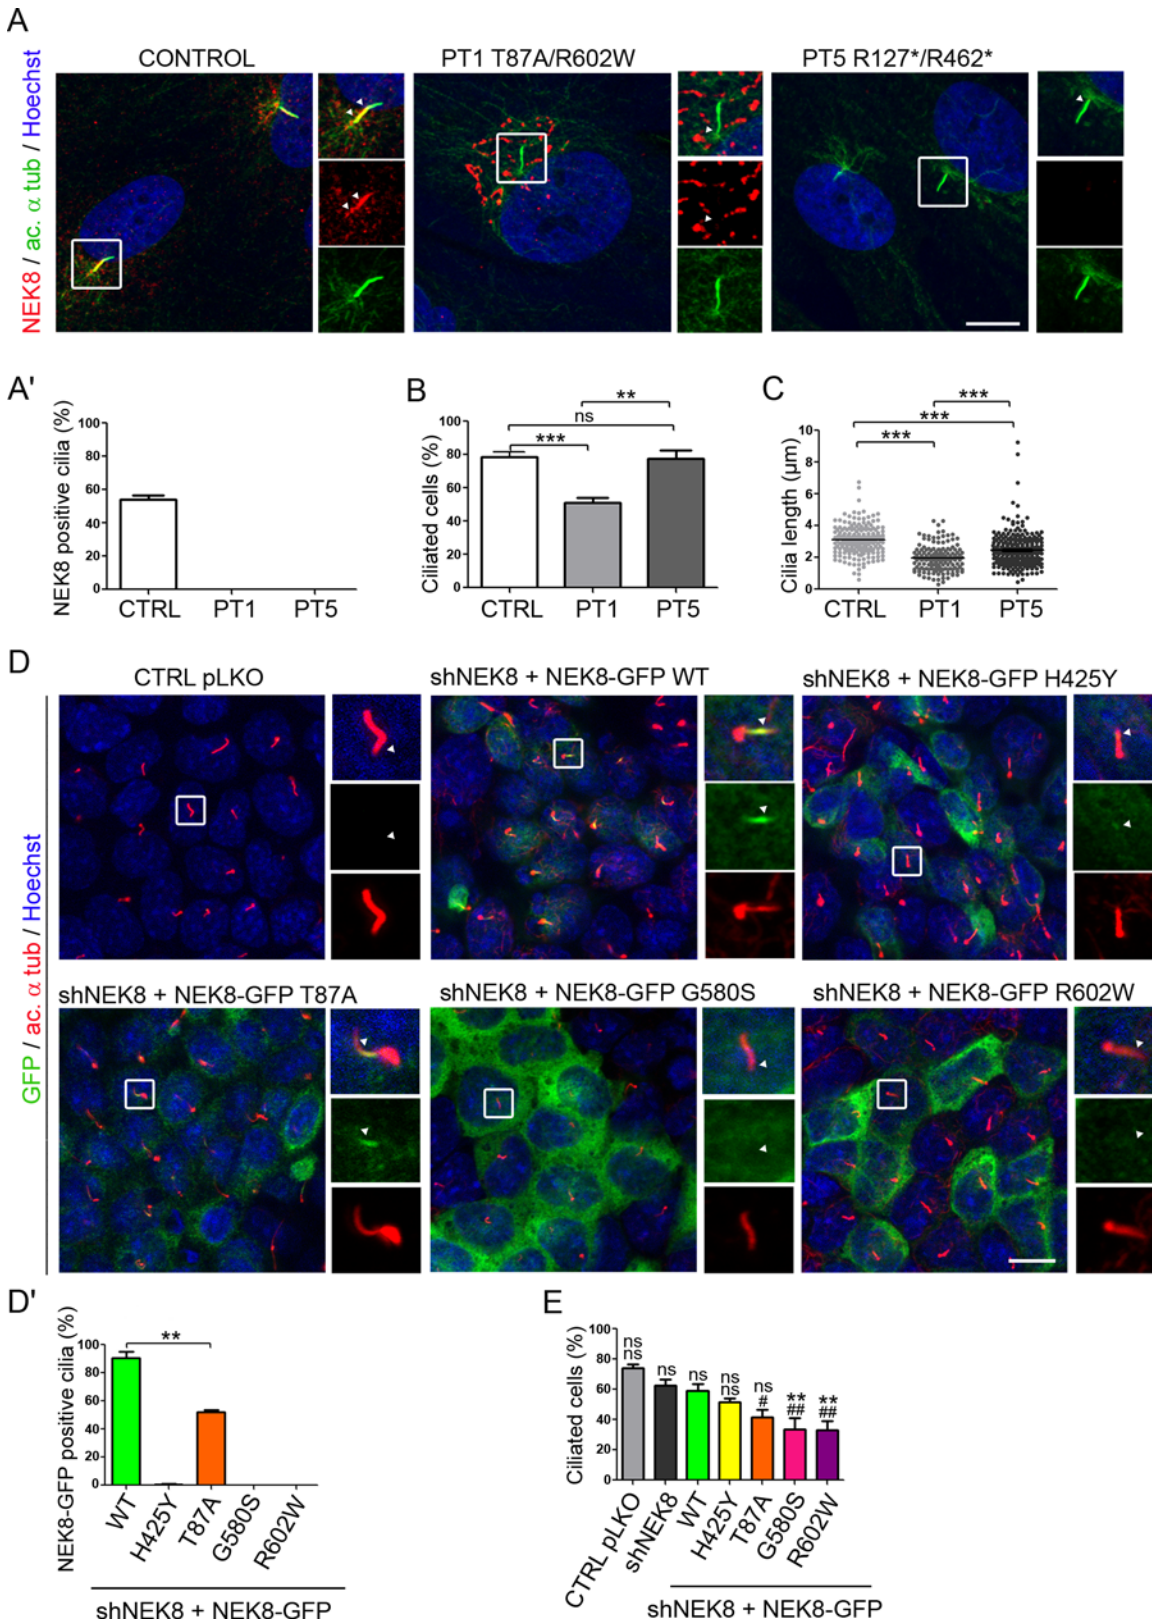 A
CONTROL
PT1 T87A/R602W
PT5 R127*/R462*
NEK8 / ac. α tub / Hoechst
A'
NEK8 positive cilia (%)
100
80
60
40
20
0
CTRL PT1 PT5
B
Ciliated cells (%)
**
ns
***
100
80
60
40
20
0
CTRL PT1 PT5
C
Cilia length (μm)
***
***
***
10
8
6
4
2
0
CTRL PT1 PT5
D
CTRL pLKO
shNEK8 + NEK8-GFP WT
shNEK8 + NEK8-GFP H425Y
GFP / ac. α tub / Hoechst
shNEK8 + NEK8-GFP T87A
shNEK8 + NEK8-GFP G580S
shNEK8 + NEK8-GFP R602W
D'
NEK8-GFP positive cilia (%)
**
100
80
60
40
20
0
WT
H425Y
T87A
G580S
R602W
shNEK8 + NEK8-GFP
E
Ciliated cells (%)
100
80
60
40
20
0
ns
ns
ns
ns
ns
ns
ns
#
**
##
**
##
CTRL pLKO
shNEK8
WT
H425Y
T87A
G580S
R602W
shNEK8 + NEK8-GFP